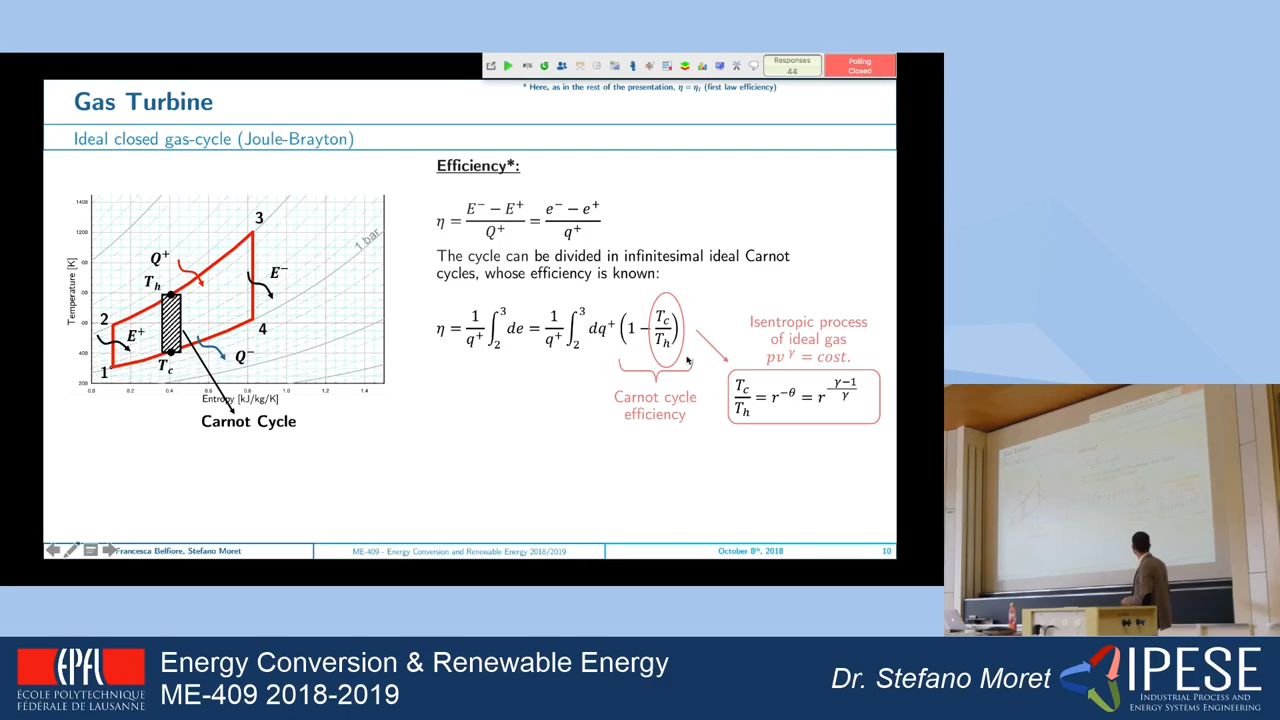 Responses
44
Polling
Closed
* Here, as in the rest of the presentation, η = η_I (first law efficiency)
Gas Turbine
Ideal closed gas-cycle (Joule-Brayton)
Efficiency*:
η = (E⁻ − E⁺)/Q⁺ = (e⁻ − e⁺)/q⁺
The cycle can be divided in infinitesimal ideal Carnot
cycles, whose efficiency is known:
η = 1/q⁺ ∫₂³ de = 1/q⁺ ∫₂³ dq⁺ (1 − T_c/T_h)
Carnot cycle
efficiency
Isentropic process
of ideal gas
pv^γ = cost.
T_c/T_h = r^(−θ) = r^((γ−1)/γ)
1400
1200
00
00
00
400
200
Temperature [K]
0.0 0.2 0.4 0.6 0.8 1.0 1.2 1.4
Entropy [kJ/kg/K]
1 bar
3
Q⁺
T_h
E⁻
2
E⁺
4
Q⁻
1
T_c
Carnot Cycle
Francesca Belfiore, Stefano Moret
ME-409 - Energy Conversion and Renewable Energy 2018/2019
October 8th, 2018
10
EPFL
ÉCOLE POLYTECHNIQUE
FÉDÉRALE DE LAUSANNE
Energy Conversion & Renewable Energy
ME-409 2018-2019
Dr. Stefano Moret
IPESE
INDUSTRIAL PROCESS AND
ENERGY SYSTEMS ENGINEERING